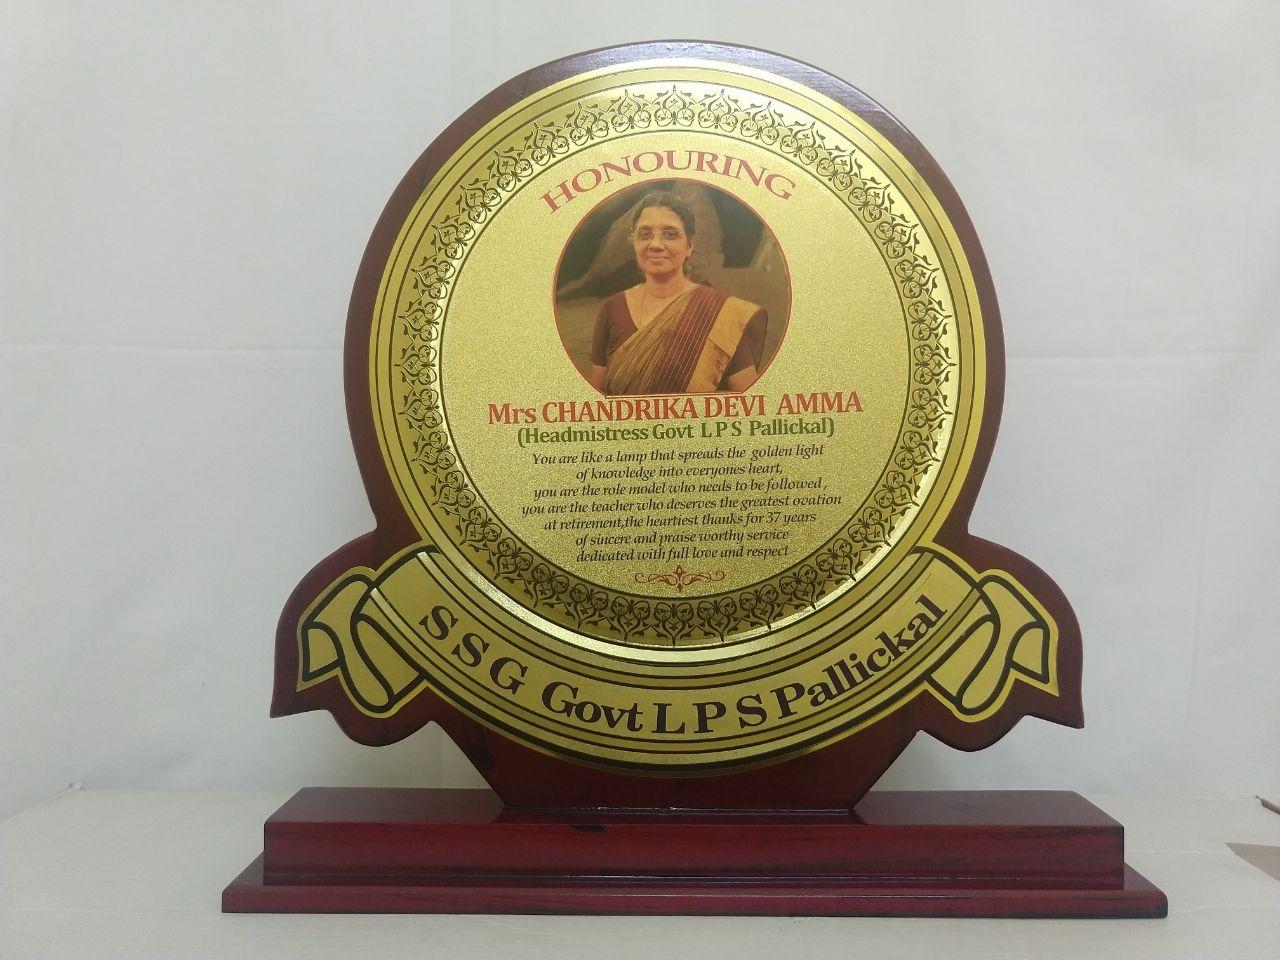 HONOURING
Mrs CHANDRIKA DEVI AMMA
(Headmistress Govt L P S Pallickal)
You are like a lamp that spreads the golden light
of knowledge into everyones heart,
you are the role model who needs to be followed ,
you are the teacher who deserves the greatest ovation
at retirement,the heartiest thanks for 37 years
of sincere and praise worthy service
dedicated with full love and respect
S S G Govt L P S Pallickal